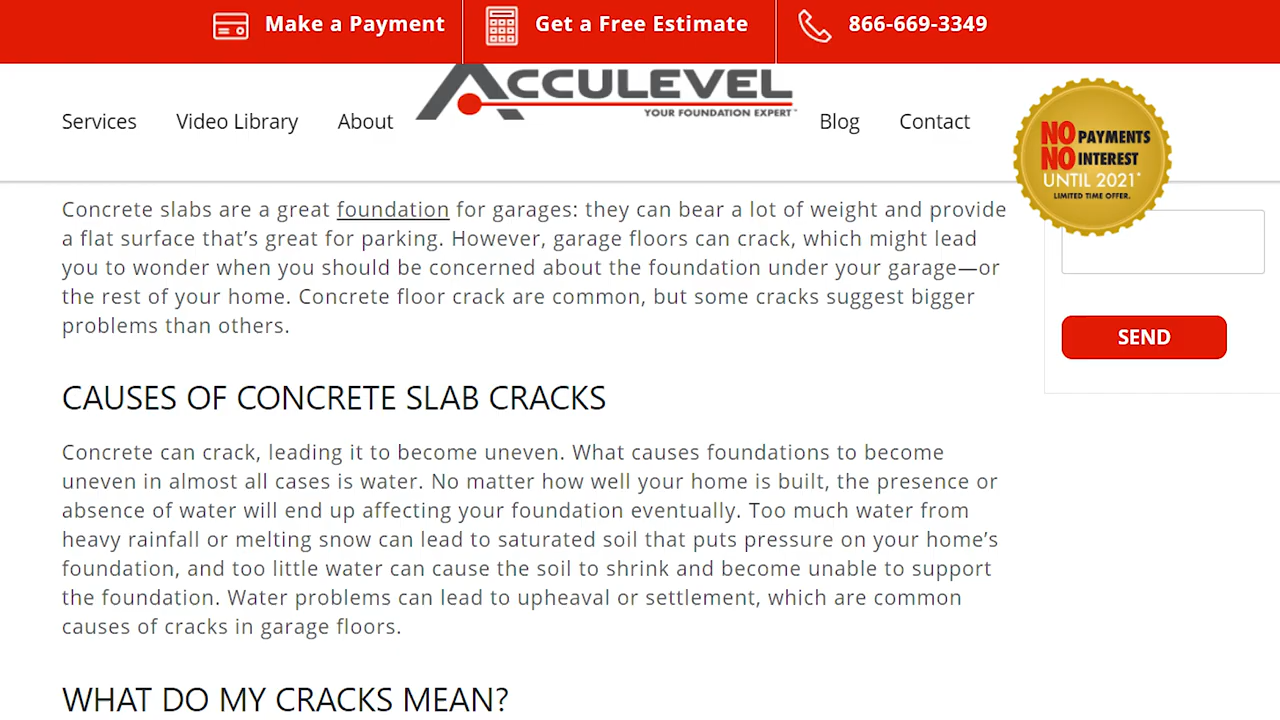 Make a Payment
Get a Free Estimate
866-669-3349
ACCULEVEL
YOUR FOUNDATION EXPERT™
Services
Video Library
About
Blog
Contact
NO PAYMENTS
NO INTEREST
UNTIL 2021*
LIMITED TIME OFFER.
Concrete slabs are a great foundation for garages: they can bear a lot of weight and provide
a flat surface that’s great for parking. However, garage floors can crack, which might lead
you to wonder when you should be concerned about the foundation under your garage—or
the rest of your home. Concrete floor crack are common, but some cracks suggest bigger
problems than others.
SEND
CAUSES OF CONCRETE SLAB CRACKS
Concrete can crack, leading it to become uneven. What causes foundations to become
uneven in almost all cases is water. No matter how well your home is built, the presence or
absence of water will end up affecting your foundation eventually. Too much water from
heavy rainfall or melting snow can lead to saturated soil that puts pressure on your home’s
foundation, and too little water can cause the soil to shrink and become unable to support
the foundation. Water problems can lead to upheaval or settlement, which are common
causes of cracks in garage floors.
WHAT DO MY CRACKS MEAN?